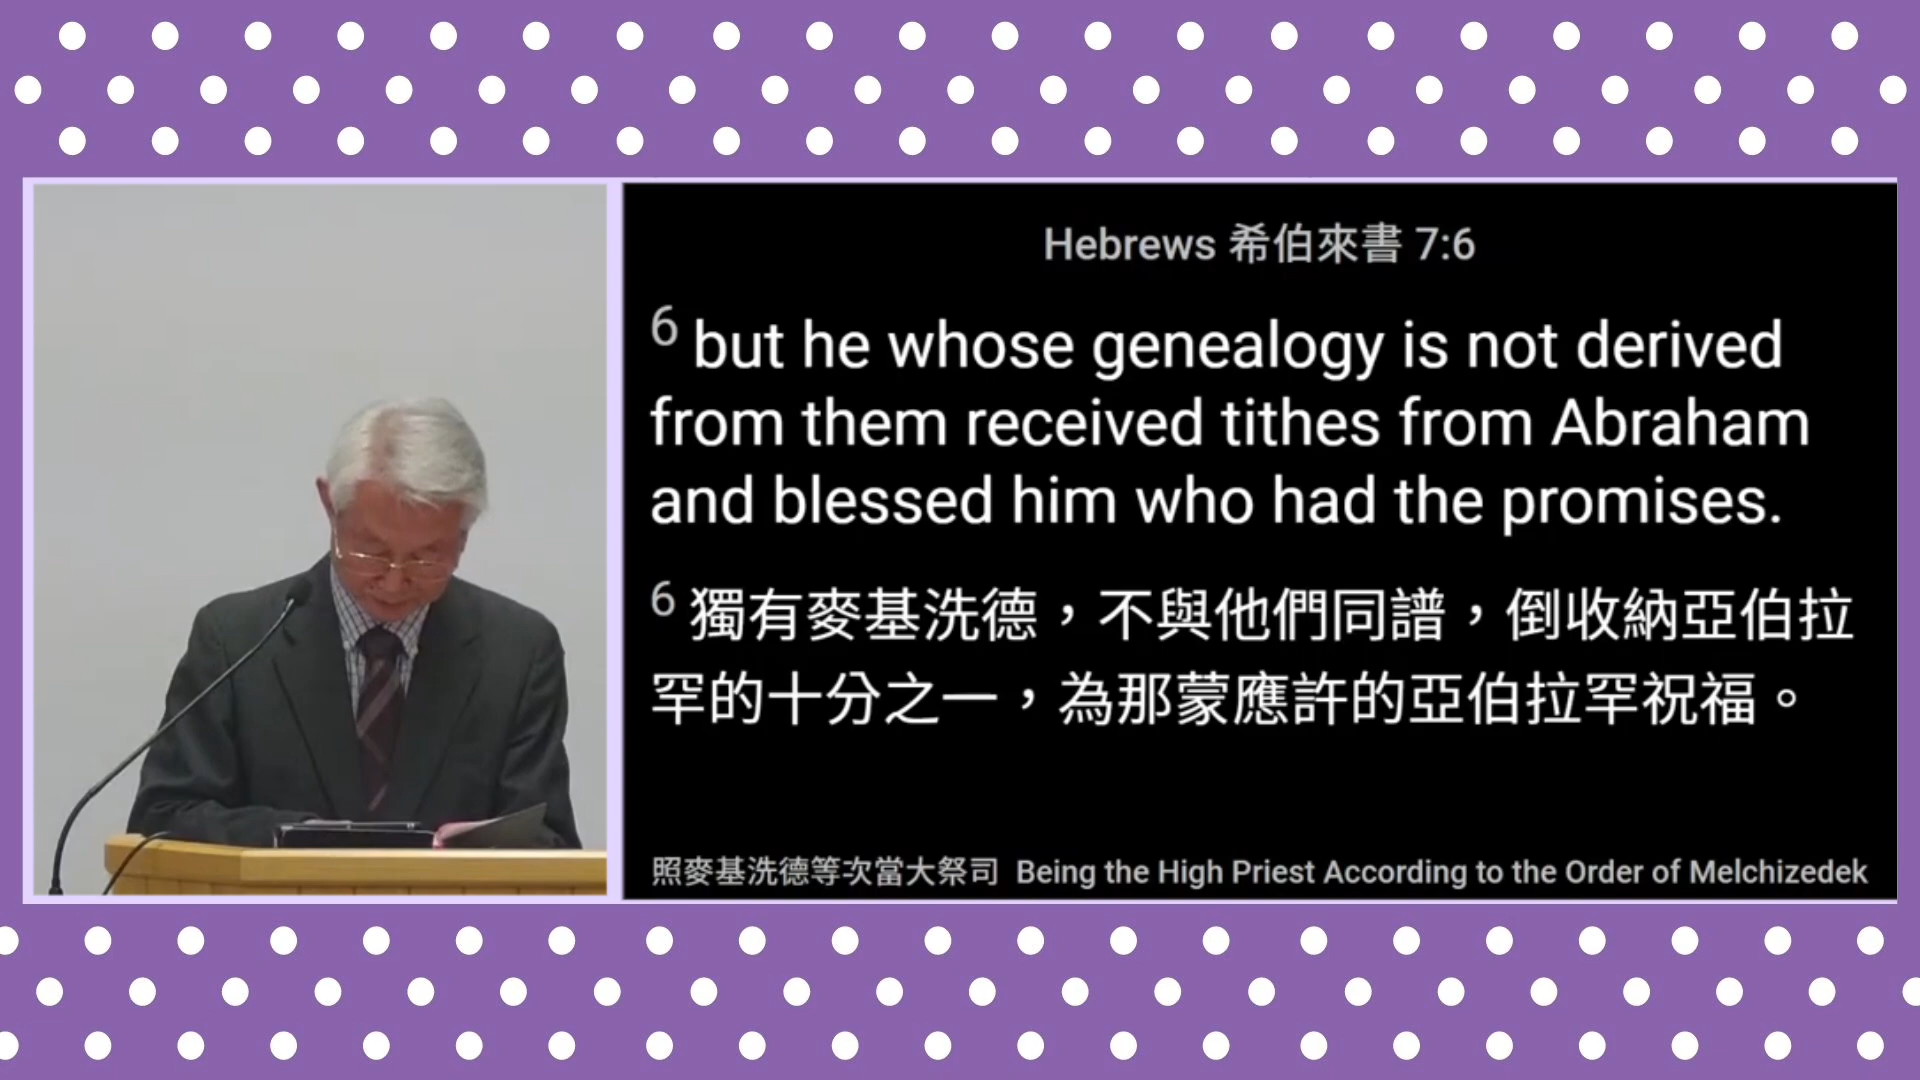 Hebrews 希伯來書 7:6
6 but he whose genealogy is not derived
from them received tithes from Abraham
and blessed him who had the promises.
6 獨有麥基洗德，不與他們同譜，倒收納亞伯拉
罕的十分之一，為那蒙應許的亞伯拉罕祝福。
照麥基洗德等次當大祭司 Being the High Priest According to the Order of Melchizedek